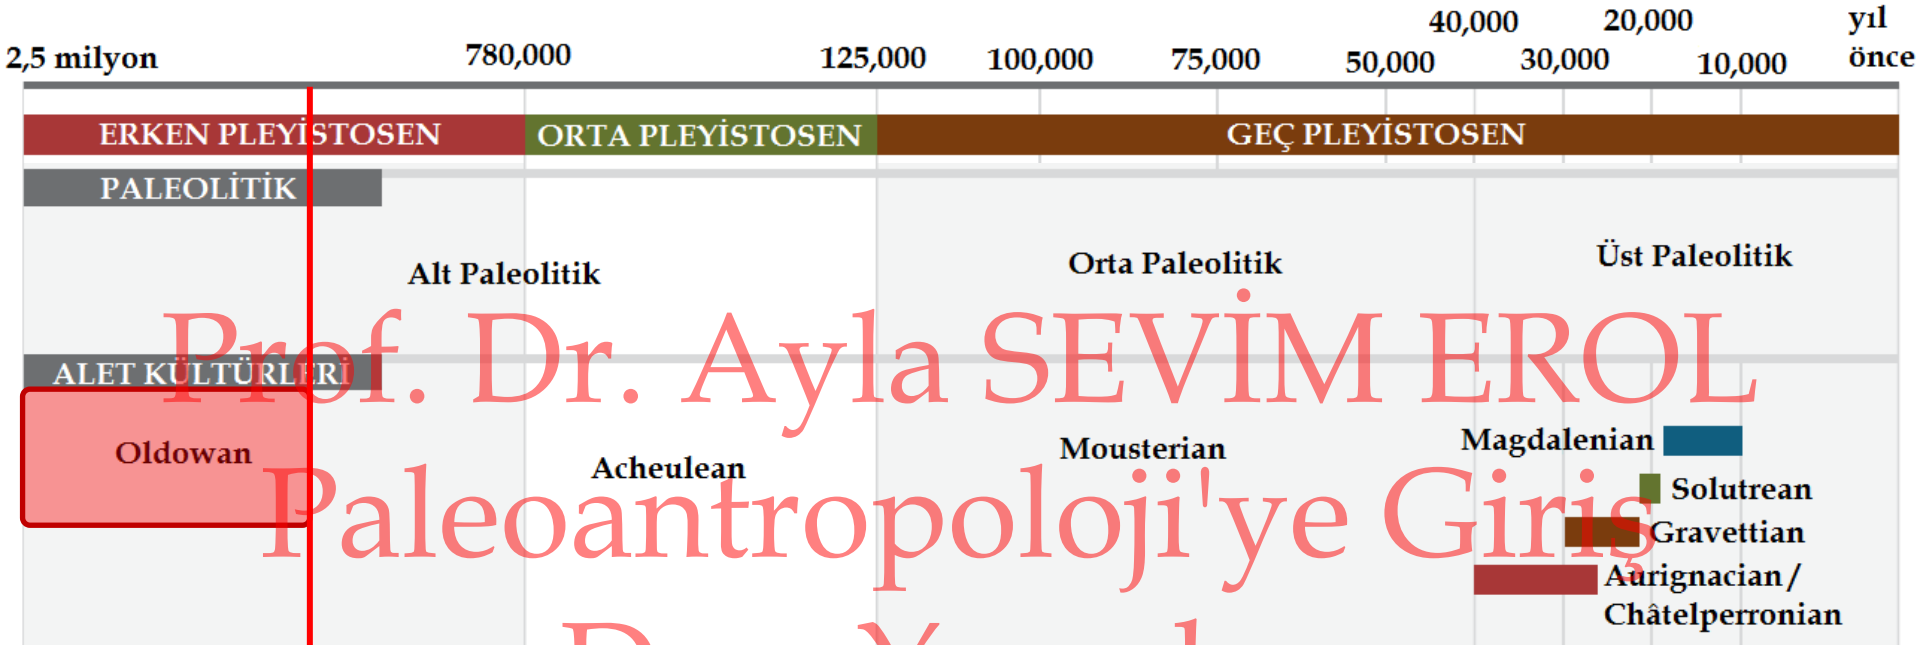 40,000 20,000 yıl
2,5 milyon 780,000 125,000 100,000 75,000 50,000 30,000 10,000 önce
ERKEN PLEYİSTOSEN ORTA PLEYİSTOSEN GEÇ PLEYİSTOSEN
PALEOLİTİK
Alt Paleolitik Orta Paleolitik Üst Paleolitik
Prof. Dr. Ayla SEVİM EROL
ALET KÜLTÜRLERİ
Oldowan Acheulean Mousterian Magdalenian
Solutrean
Paleoantropoloji'ye Giriş
Gravettian
Aurignacian/
Châtelperronian